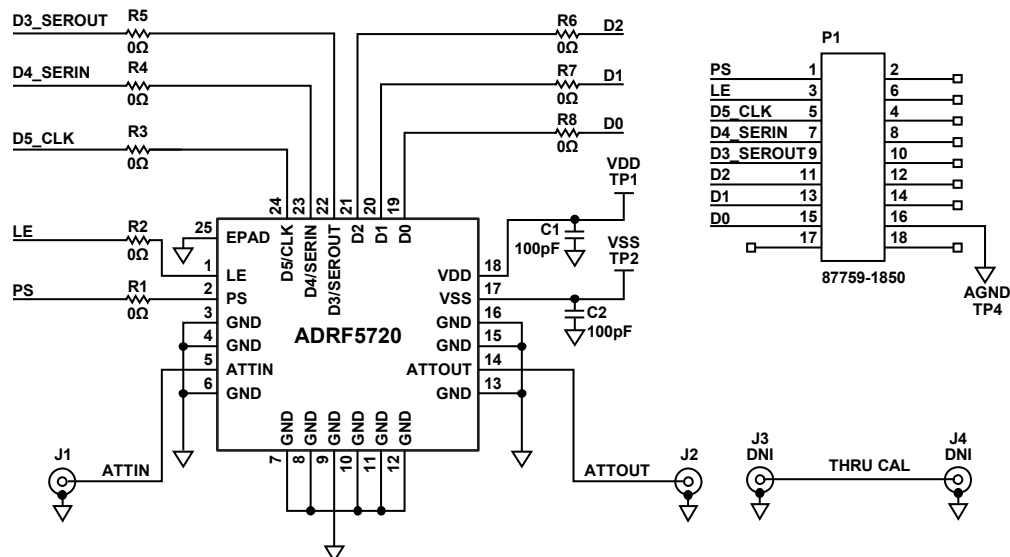 D3_SEROUT
R5
0Ω
D4_SERIN
R4
0Ω
D5_CLK
R3
0Ω
LE
R2
0Ω
PS
R1
0Ω
R6
0Ω
D2
R7
0Ω
D1
R8
0Ω
D0
VDD
TP1
C1
100pF
VSS
TP2
C2
100pF
24
23
22
21
20
19
D5/CLK
D4/SERIN
D3/SEROUT
D2
D1
D0
25
EPAD
1
LE
2
PS
3
GND
4
GND
5
ATTIN
6
GND
ADRF5720
VDD
18
VSS
17
GND
16
GND
15
ATTOUT
14
GND
13
GND
GND
GND
GND
GND
GND
7
8
9
10
11
12
J1
ATTIN
ATTOUT
J2
P1
PS
1
2
LE
3
6
D5_CLK
5
4
D4_SERIN
7
8
D3_SEROUT
9
10
D2
11
12
D1
13
14
D0
15
16
17
18
87759-1850
AGND
TP4
J3
DNI
THRU CAL
J4
DNI